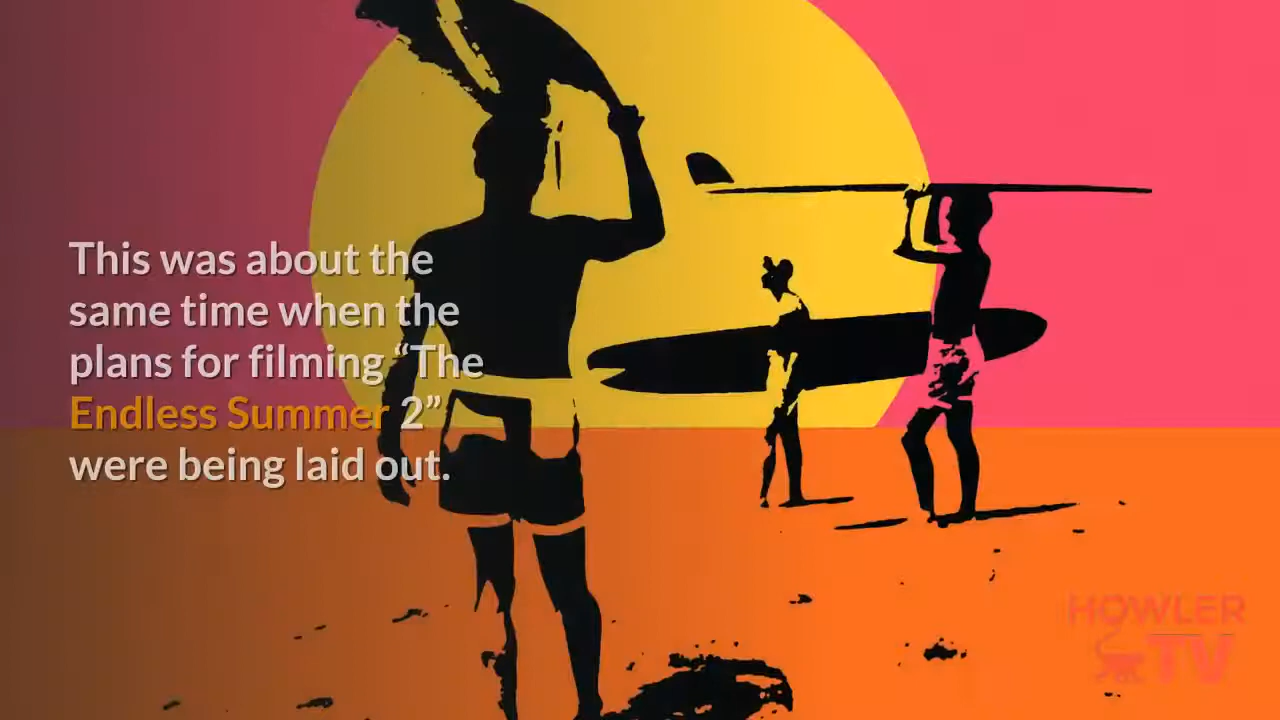 This was about the
same time when the
plans for filming “The
Endless Summer 2”
were being laid out.
HOWLER
TV